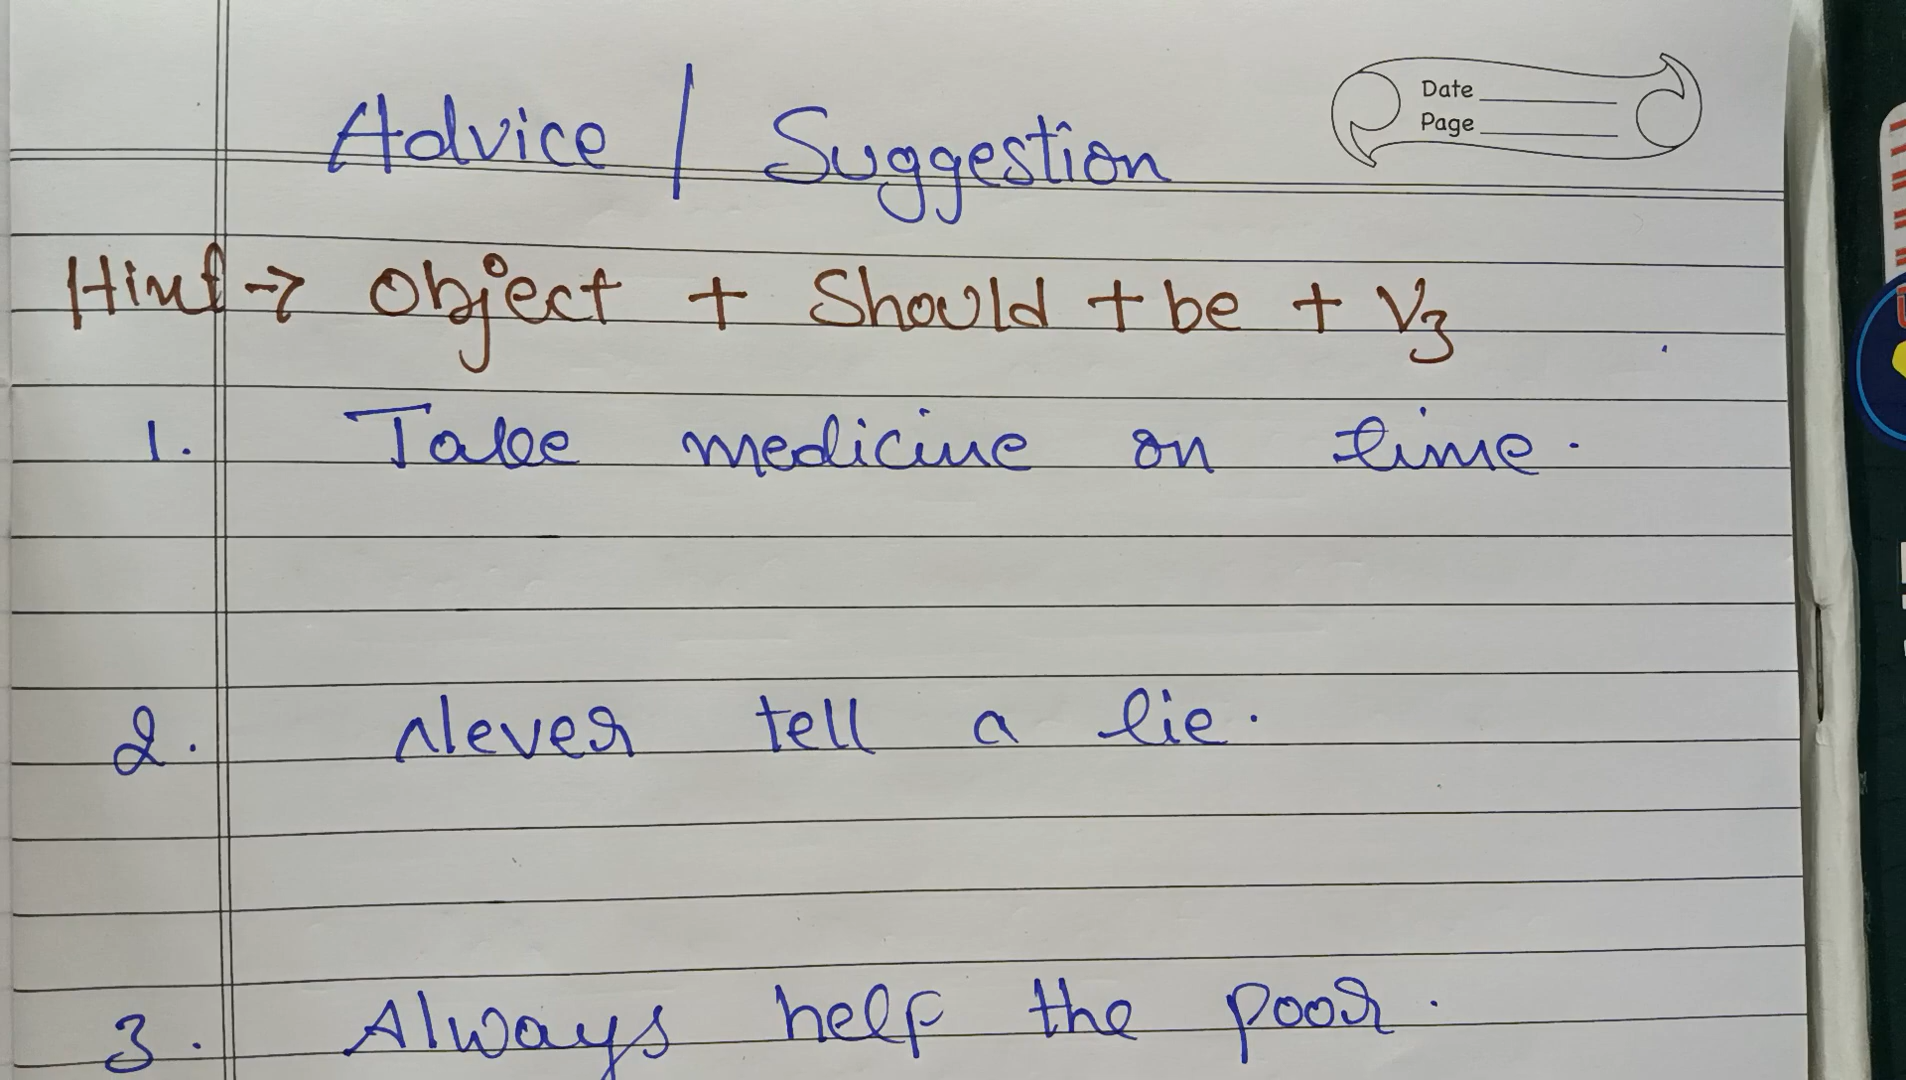 Date
Page
Advice / Suggestion
Hint → Object + Should + be + V3
1. Take medicine on time.
2. Never tell a lie.
3. Always help the poor.